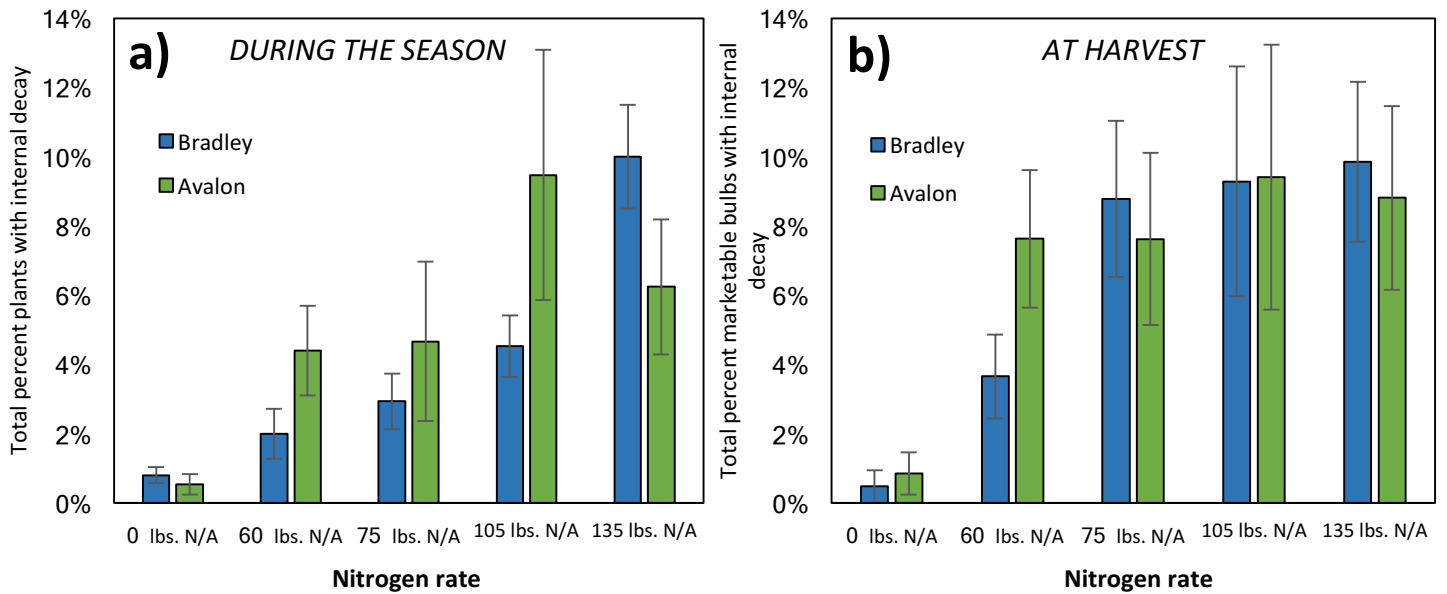 a) DURING THE SEASON
Total percent plants with internal decay
14%
12%
10%
8%
6%
4%
2%
0%
Bradley
Avalon
0 lbs. N/A 60 lbs. N/A 75 lbs. N/A 105 lbs. N/A 135 lbs. N/A
Nitrogen rate
b) AT HARVEST
Total percent marketable bulbs with internal
decay
14%
12%
10%
8%
6%
4%
2%
0%
Bradley
Avalon
0 lbs. N/A 60 lbs. N/A 75 lbs. N/A 105 lbs. N/A 135 lbs. N/A
Nitrogen rate